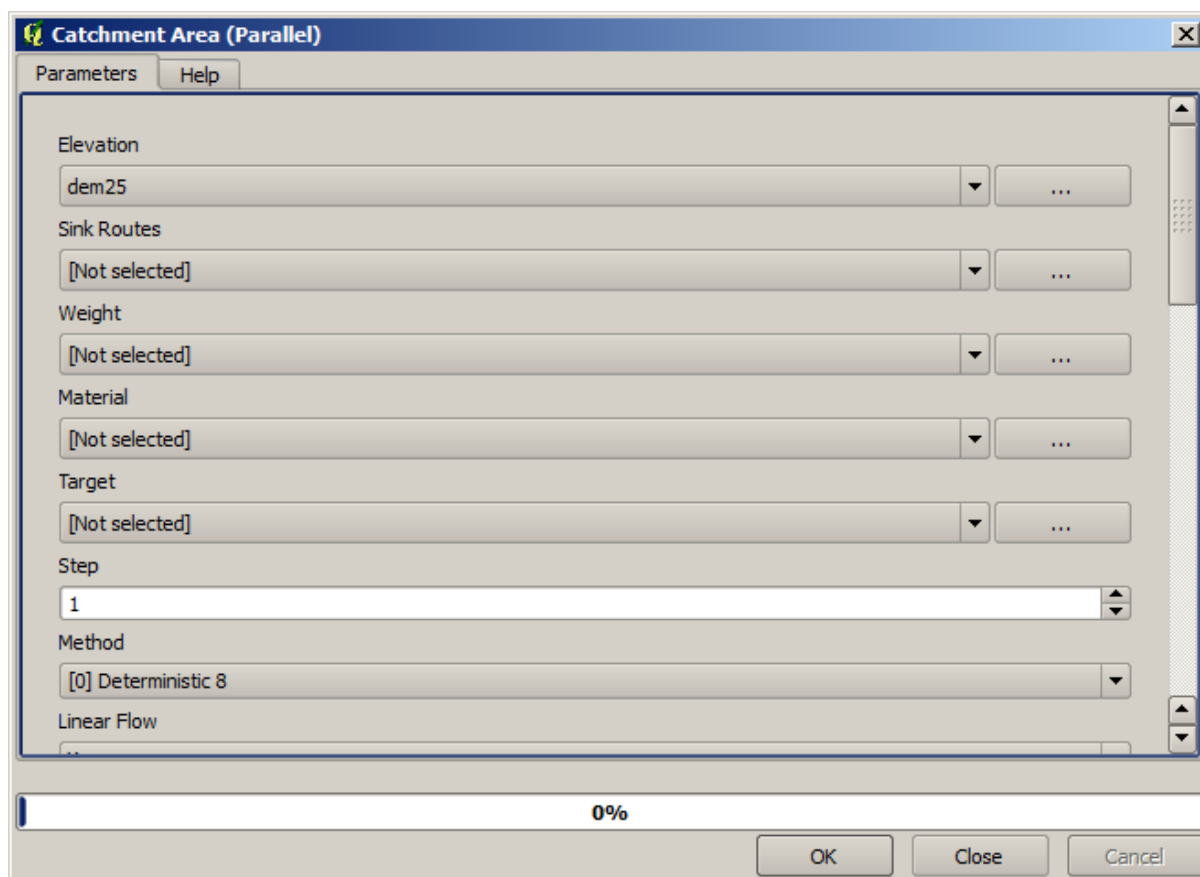 Catchment Area (Parallel)
Parameters Help
Elevation
dem25 ...
Sink Routes
[Not selected] ...
Weight
[Not selected] ...
Material
[Not selected] ...
Target
[Not selected] ...
Step
1
Method
[0] Deterministic 8
Linear Flow
0%
OK Close Cancel